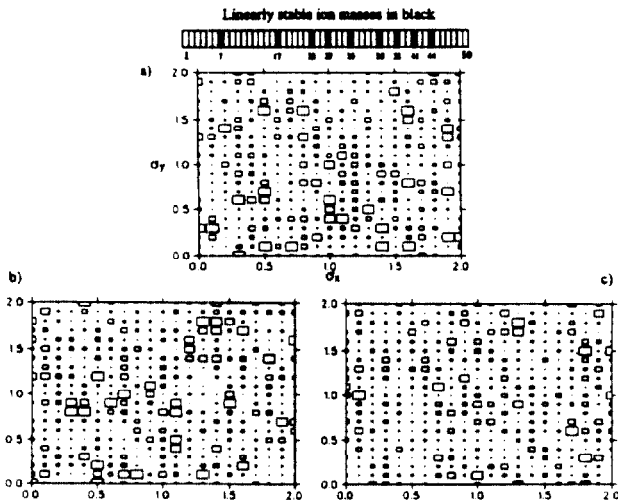 Linearly stable ion masses in black
1 7 17 50
a)
2.0
1.5
1.0
σy
0.5
0.0
0.0 0.5 1.0 1.5 2.0
σx
b) c)
2.0 2.0
1.5 1.5
1.0 1.0
0.5 0.5
0.0 0.0
0.0 0.5 1.0 1.5 2.0 0.0 0.5 1.0 1.5 2.0